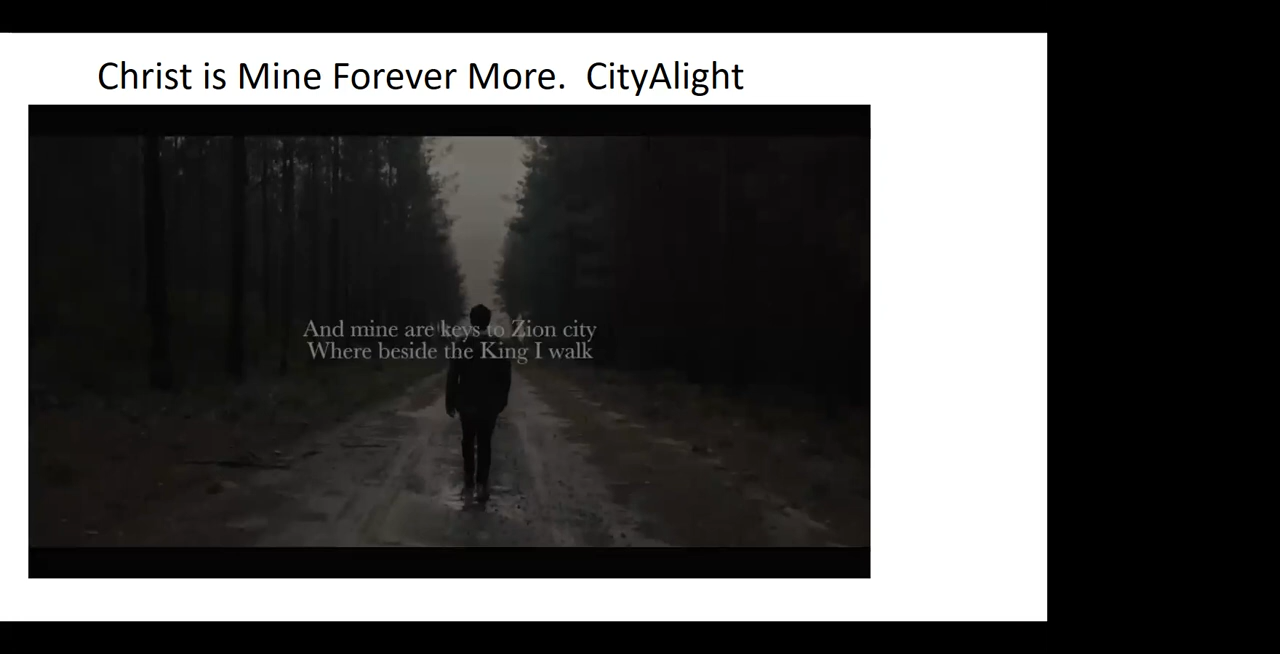 Christ is Mine Forever More.  CityAlight
And mine are keys to Zion city
Where beside the King I walk